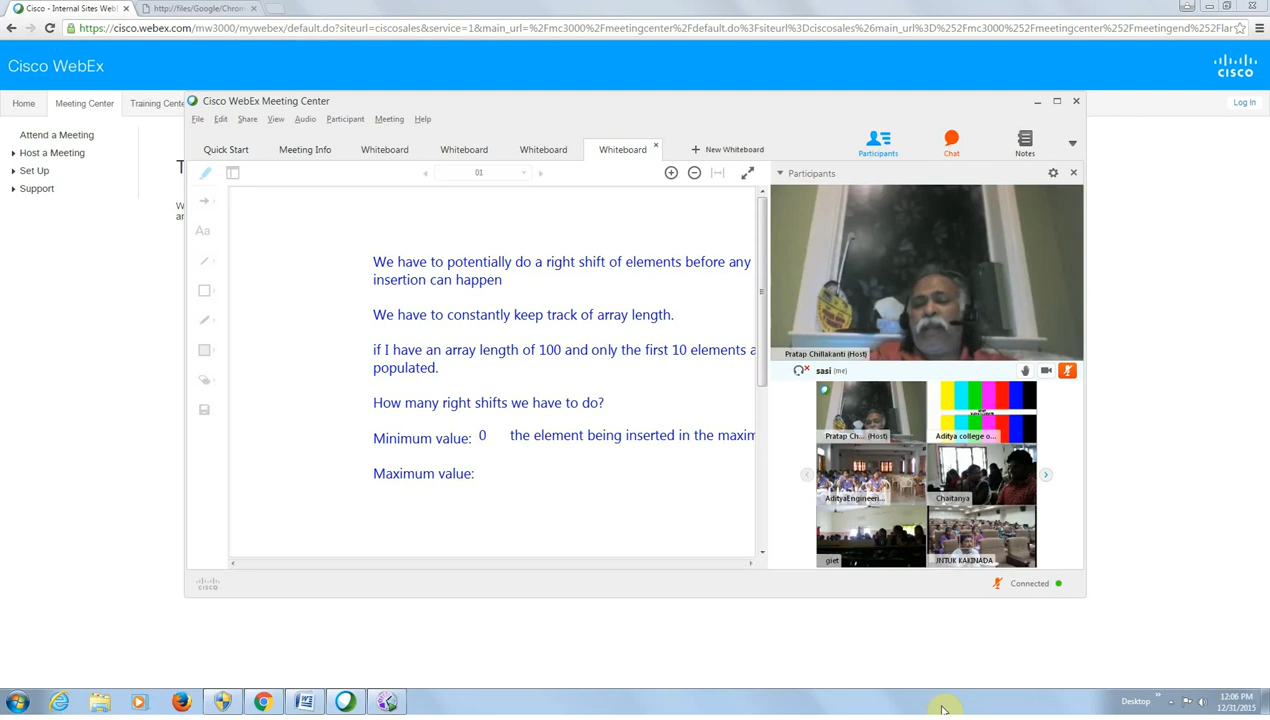 Cisco - Internal Sites WebE
http://files/Google/Chrom
https://cisco.webex.com/mw3000/mywebex/default.do?siteurl=ciscosales&service=1&main_url=%2Fmc3000%2Fmeetingcenter%2Fdefault.do%3Fsiteurl%3Dciscosales%26main_url%3D%252Fmc3000%252Fmeetingcenter%252Fmeetingend%252Flar
Cisco WebEx
CISCO
Home Meeting Center Training Cente
Log In
Attend a Meeting
Host a Meeting
Set Up
Support
T
W
ar
Cisco WebEx Meeting Center
File Edit Share View Audio Participant Meeting Help
Quick Start Meeting Info Whiteboard Whiteboard Whiteboard Whiteboard New Whiteboard
Participants Chat Notes
01
Aa
We have to potentially do a right shift of elements before any
insertion can happen
We have to constantly keep track of array length.
if I have an array length of 100 and only the first 10 elements a
populated.
How many right shifts we have to do?
Minimum value: 0 the element being inserted in the maxim
Maximum value:
Participants
Pratap Chillakanti (Host)
sasi (me)
Pratap Ch... (Host) Aditya college o...
AdityaEngineeri... Chaitanya
giet JNTUK KAKINADA
cisco
Connected
Desktop
12:06 PM
12/31/2015